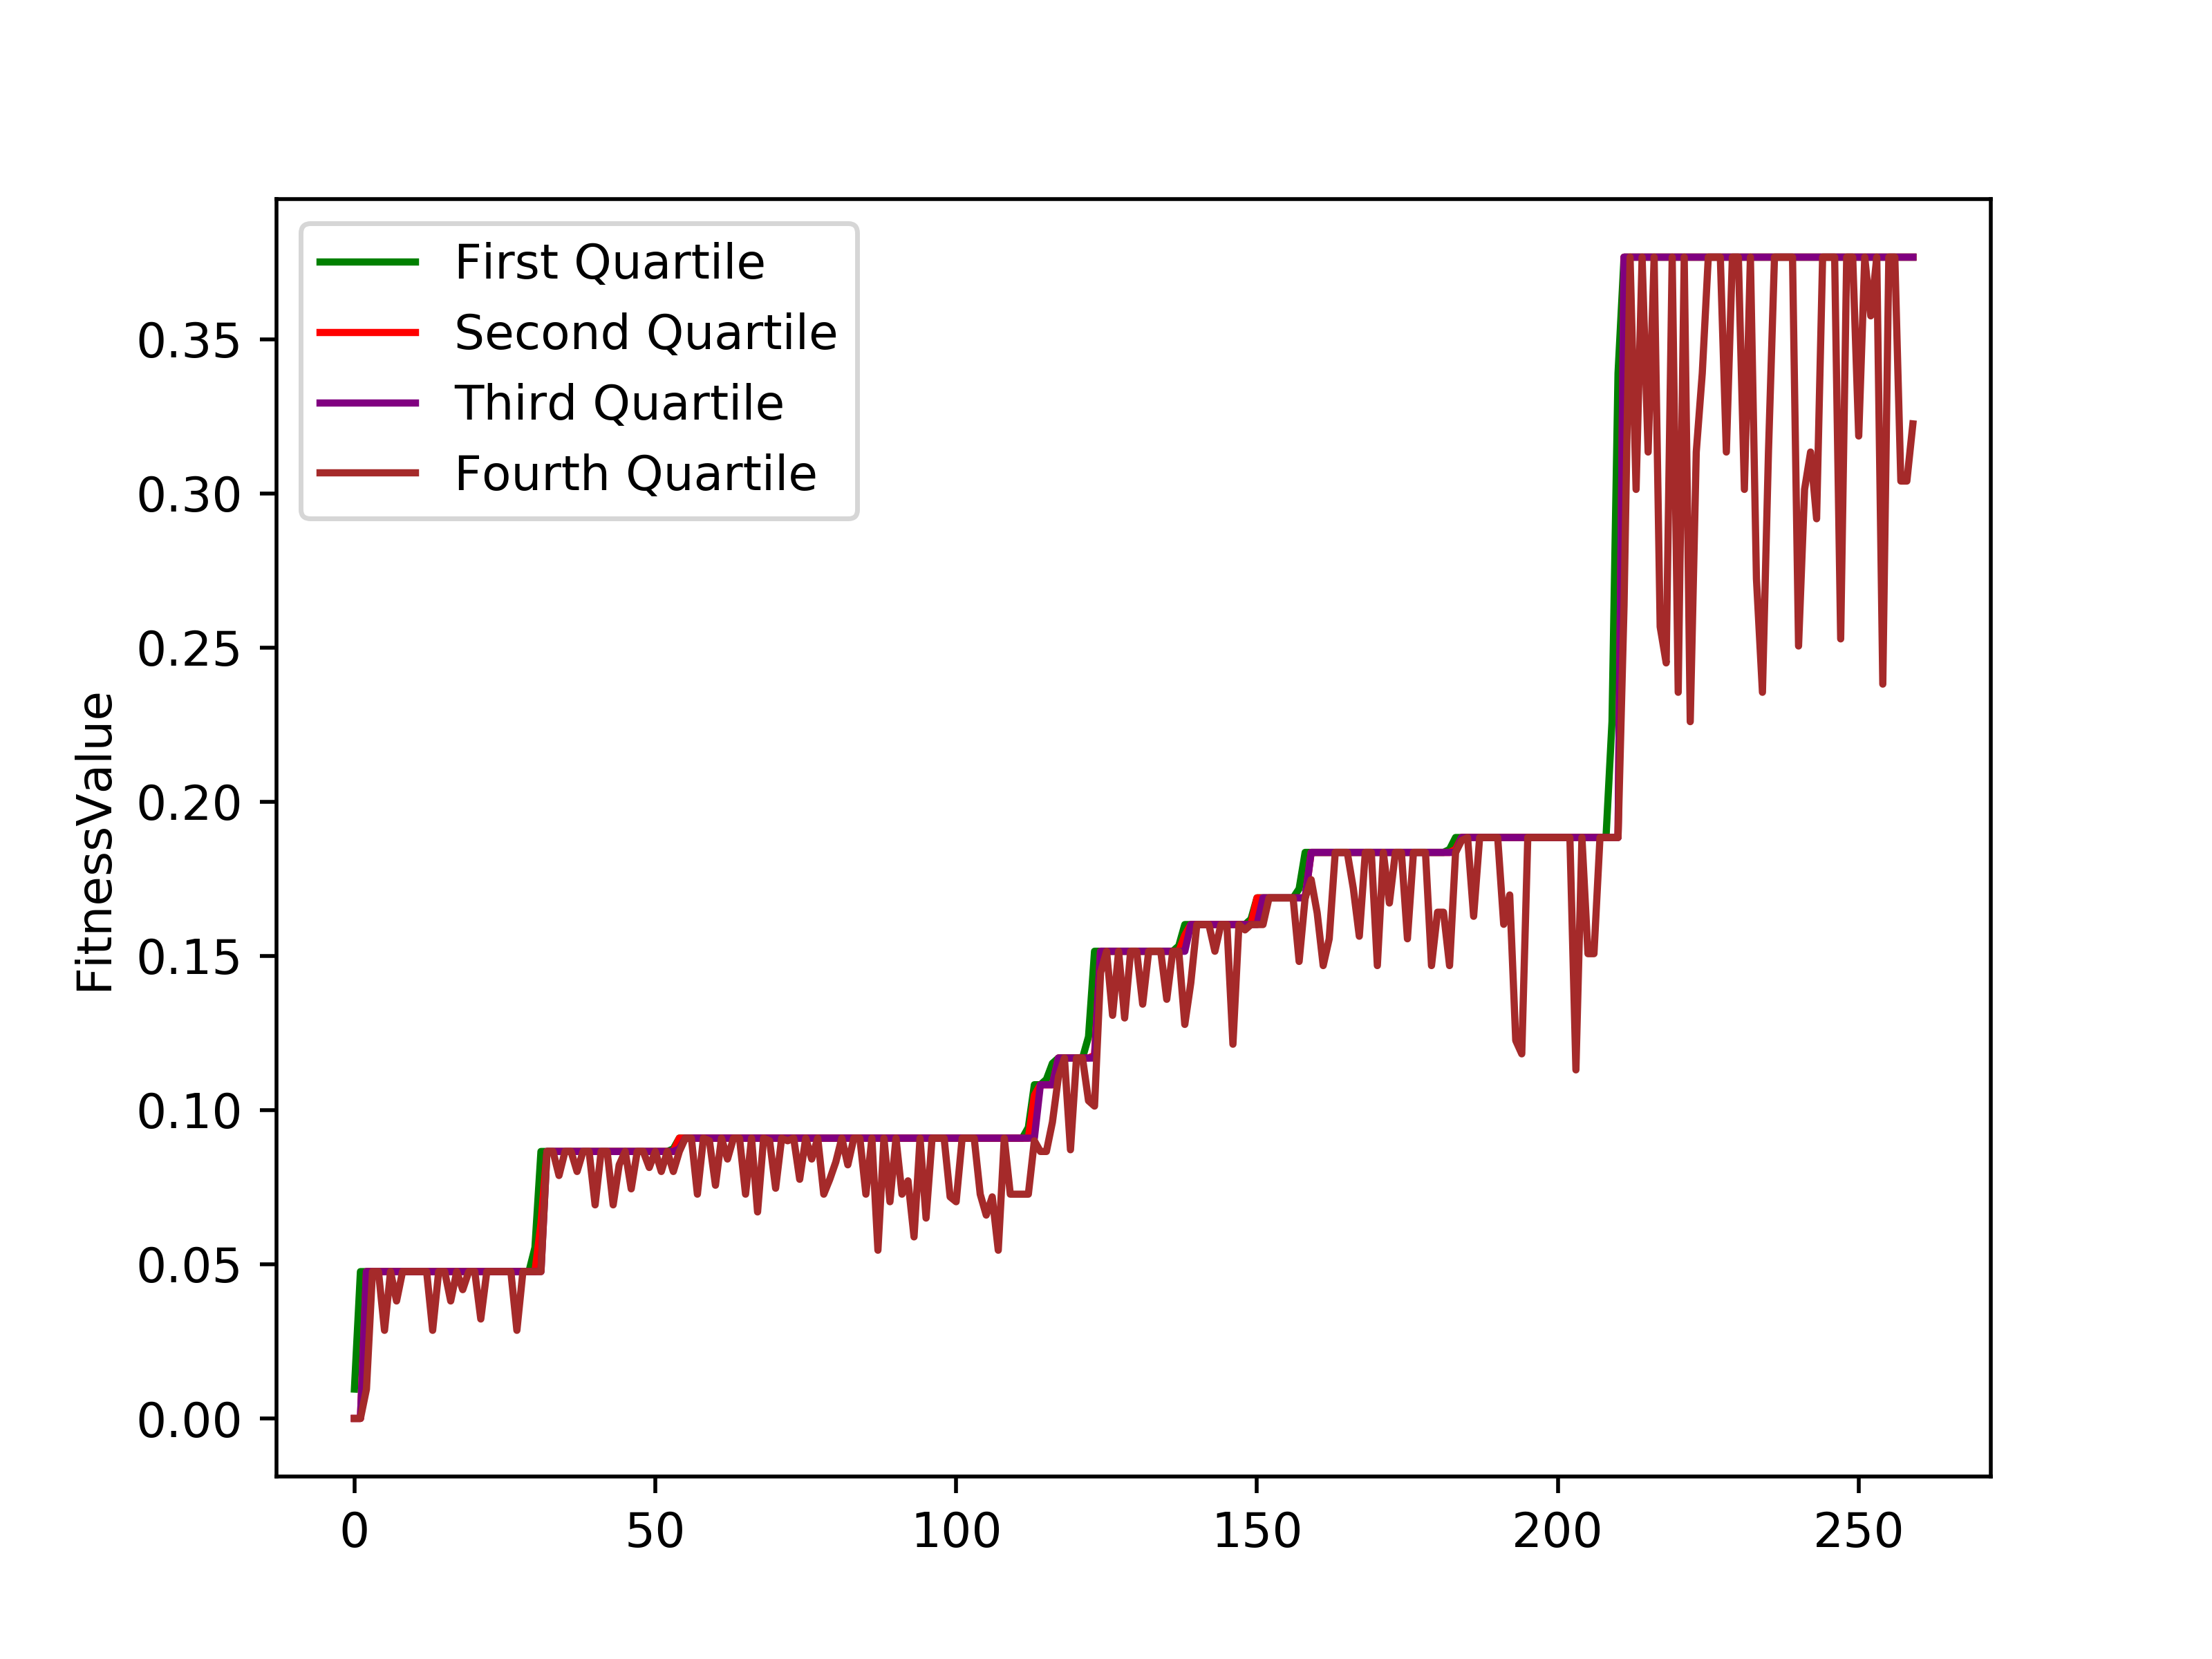 First Quartile
Second Quartile
Third Quartile
Fourth Quartile
FitnessValue
0.35
0.30
0.25
0.20
0.15
0.10
0.05
0.00
0 50 100 150 200 250